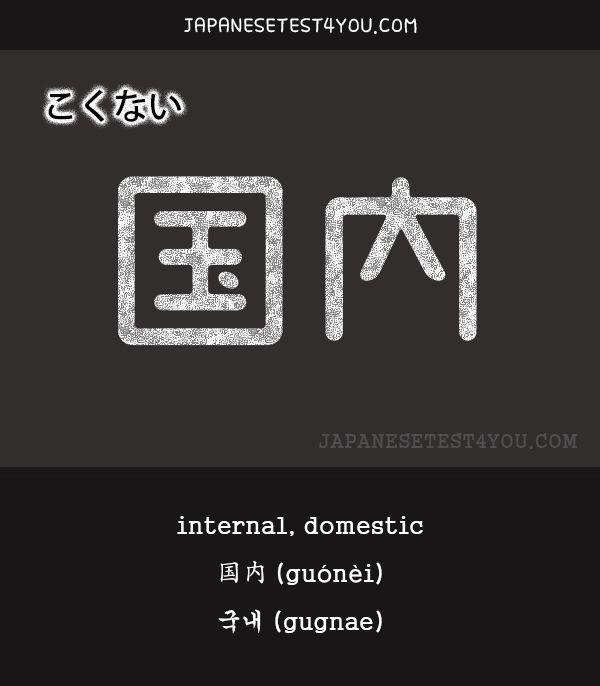 JAPANESETEST4YOU.COM
こくない
国内
JAPANESETEST4YOU.COM
internal, domestic
国内 (guónèi)
국내 (gugnae)